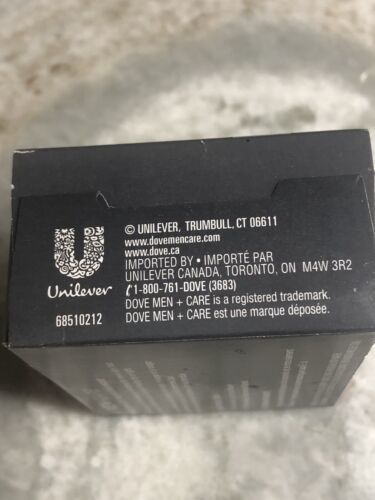 © UNILEVER, TRUMBULL, CT 06611
www.dovemencare.com
www.dove.ca
IMPORTED BY • IMPORTÉ PAR
UNILEVER CANADA, TORONTO, ON M4W 3R2
1-800-761-DOVE (3683)
DOVE MEN + CARE is a registered trademark.
DOVE MEN + CARE est une marque déposée.
Unilever
68510212